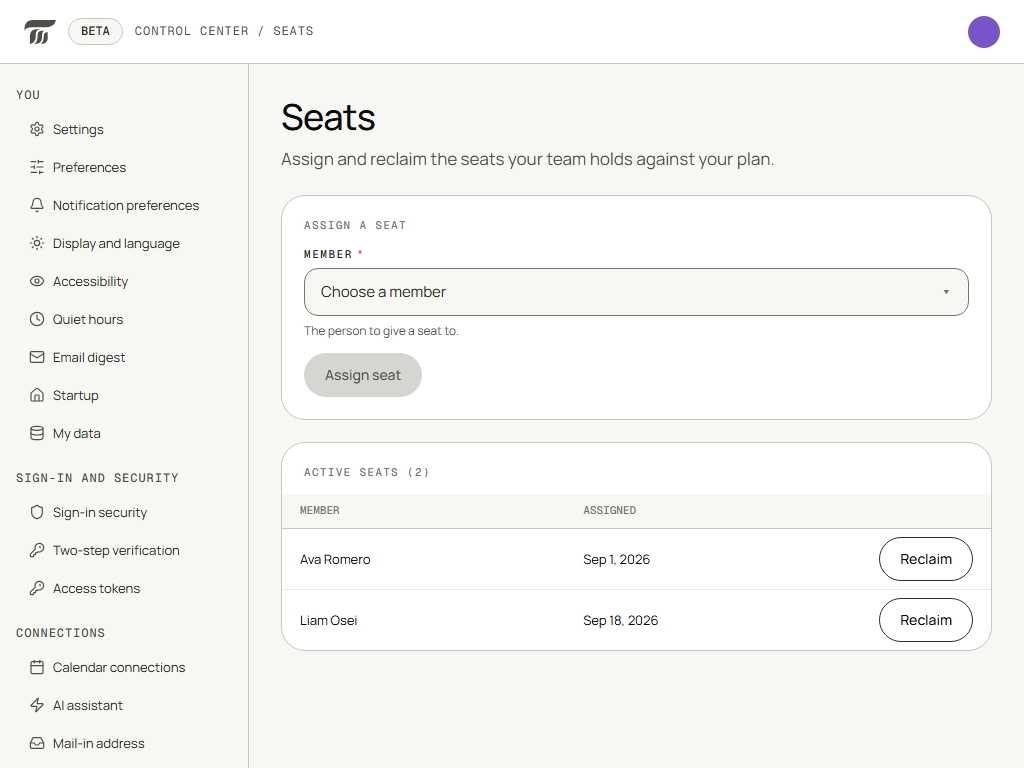 BETA
CONTROL CENTER / SEATS
YOU
Settings
Preferences
Notification preferences
Display and language
Accessibility
Quiet hours
Email digest
Startup
My data
SIGN-IN AND SECURITY
Sign-in security
Two-step verification
Access tokens
CONNECTIONS
Calendar connections
AI assistant
Mail-in address
Seats
Assign and reclaim the seats your team holds against your plan.
ASSIGN A SEAT
MEMBER *
Choose a member
The person to give a seat to.
Assign seat
ACTIVE SEATS (2)
MEMBER ASSIGNED
Ava Romero Sep 1, 2026 Reclaim
Liam Osei Sep 18, 2026 Reclaim